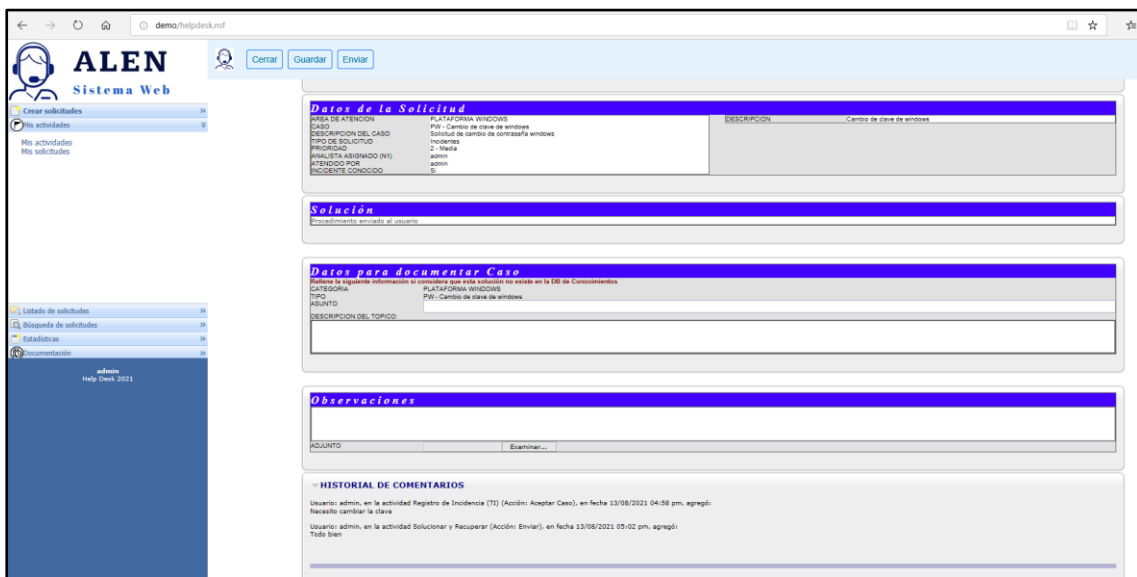 demo/helpdesk.nsf
ALEN
Sistema Web
Cerrar Guardar Enviar
Crear solicitudes
Mis actividades
Mis actividades
Mis solicitudes
Listado de solicitudes
Búsqueda de solicitudes
Estadísticas
Documentación
admin
Help Desk 2021
Datos de la Solicitud
AREA DE ATENCION PLATAFORMA WINDOWS DESCRIPCION Cambio de clave de windows
CASO PW - Cambio de clave de windows
DESCRIPCION DEL CASO Solicitud de cambio de contraseña windows
TIPO DE SOLICITUD Incidentes
PRIORIDAD 2 - Media
ANALISTA ASIGNADO (N1) admin
ATENDIDO POR admin
INCIDENTE CONOCIDO Si
Solución
Procedimiento enviado al usuario
Datos para documentar Caso
Rellene la siguiente información si considera que esta solución no existe en la DB de Conocimientos
CATEGORIA PLATAFORMA WINDOWS
TIPO PW - Cambio de clave de windows
ASUNTO
DESCRIPCION DEL TOPICO:
Observaciones
ADJUNTO Examinar...
HISTORIAL DE COMENTARIOS
Usuario: admin, en la actividad Registro de Incidencia (TI) (Acción: Aceptar Caso), en fecha 13/08/2021 04:58 pm, agregó:
Necesito cambiar la clave
Usuario: admin, en la actividad Solucionar y Recuperar (Acción: Enviar), en fecha 13/08/2021 05:02 pm, agregó:
Todo bien